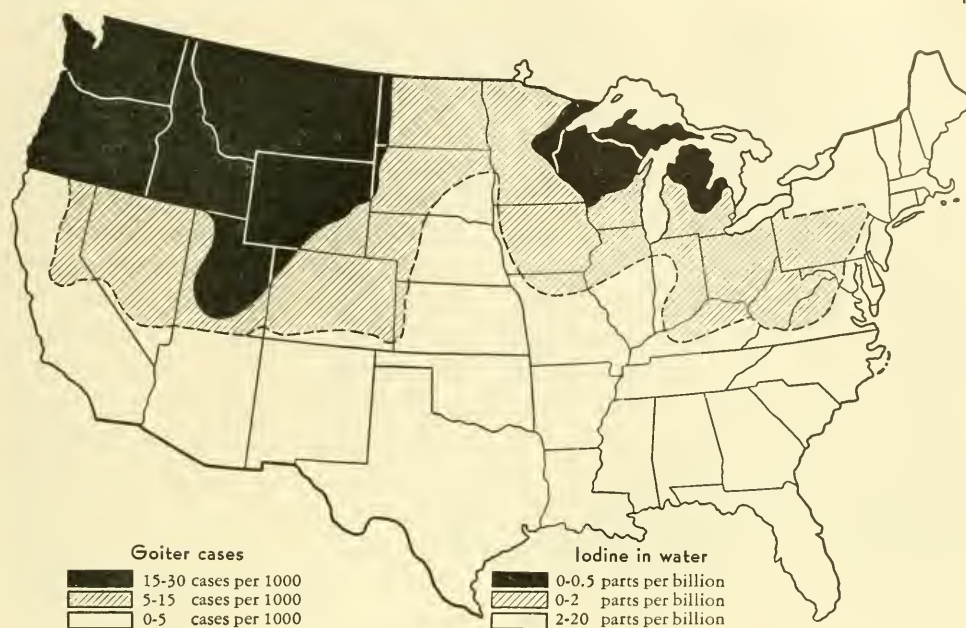 Goiter cases
15-30 cases per 1000
5-15 cases per 1000
0-5 cases per 1000
Iodine in water
0-0.5 parts per billion
0-2 parts per billion
2-20 parts per billion